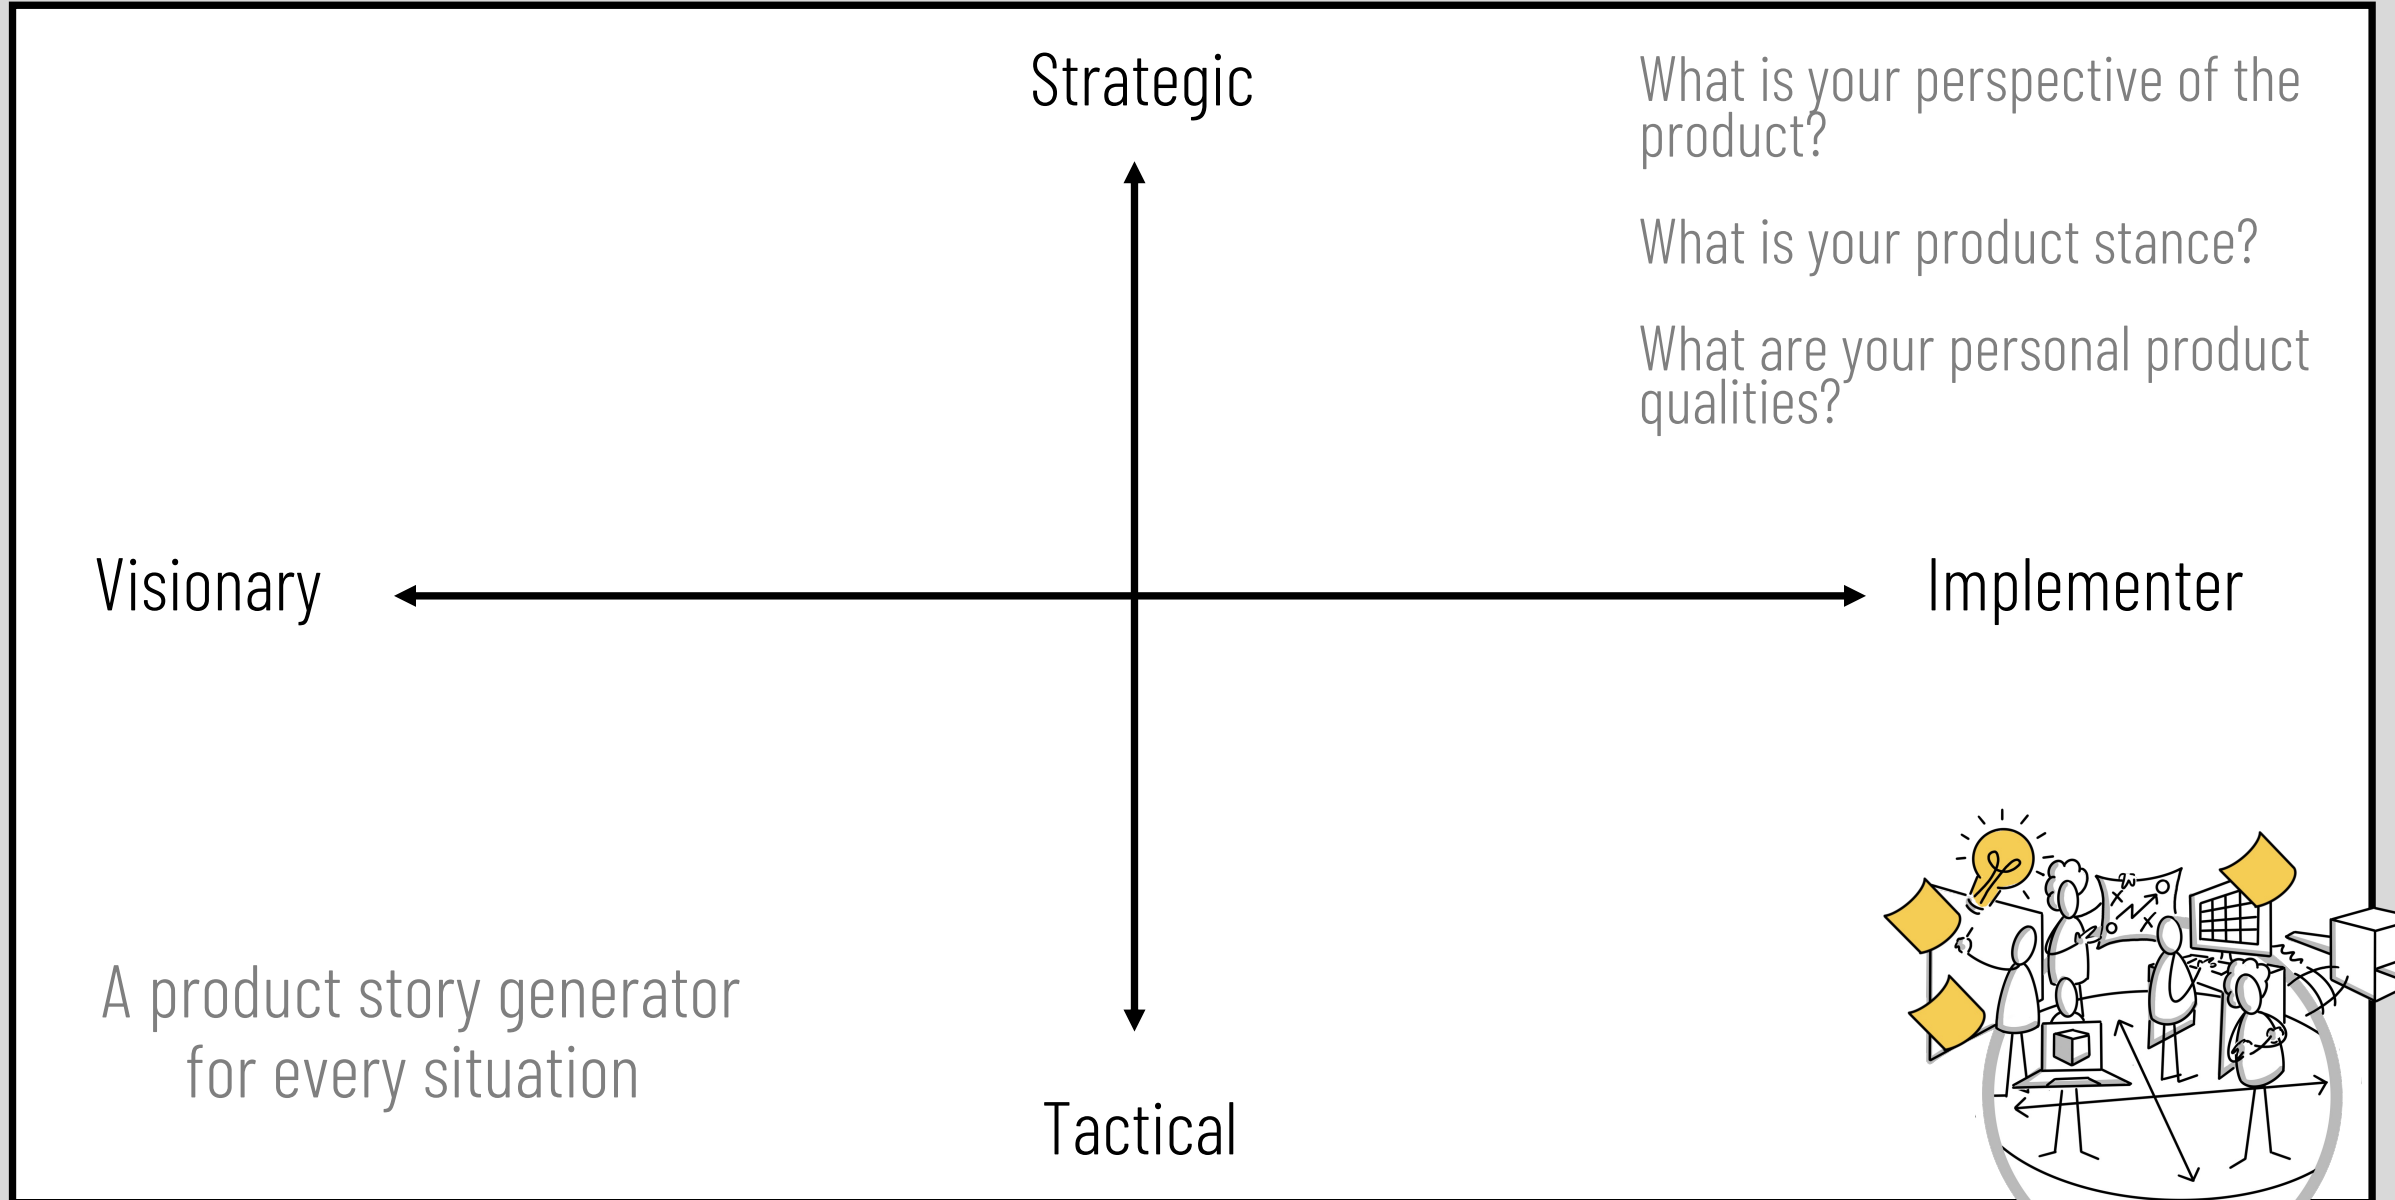 Strategic
What is your perspective of the
product?
What is your product stance?
What are your personal product
qualities?
Visionary
Implementer
A product story generator
for every situation
Tactical